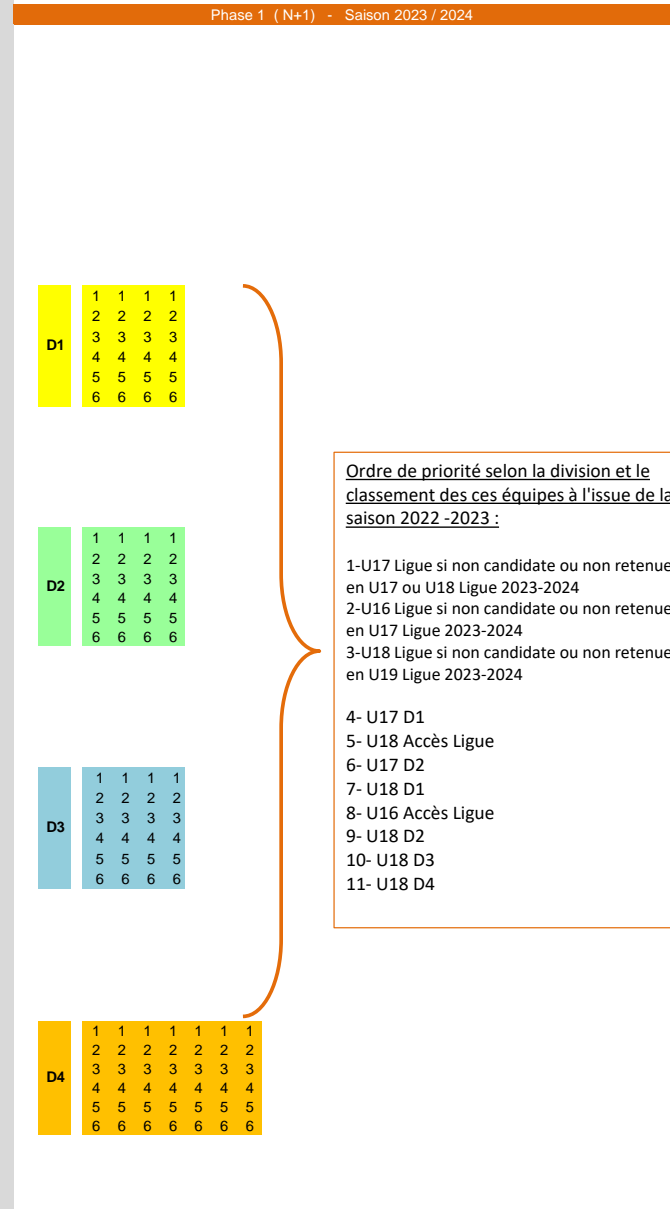 Phase 1 ( N+1) - Saison 2023 / 2024
D1
1 1 1 1
2 2 2 2
3 3 3 3
4 4 4 4
5 5 5 5
6 6 6 6
Ordre de priorité selon la division et le
classement des ces équipes à l'issue de la
saison 2022 -2023 :
1-U17 Ligue si non candidate ou non retenue
en U17 ou U18 Ligue 2023-2024
2-U16 Ligue si non candidate ou non retenue
en U17 Ligue 2023-2024
3-U18 Ligue si non candidate ou non retenue
en U19 Ligue 2023-2024
4- U17 D1
5- U18 Accès Ligue
6- U17 D2
7- U18 D1
8- U16 Accès Ligue
9- U18 D2
10- U18 D3
11- U18 D4
D2
1 1 1 1
2 2 2 2
3 3 3 3
4 4 4 4
5 5 5 5
6 6 6 6
D3
1 1 1 1
2 2 2 2
3 3 3 3
4 4 4 4
5 5 5 5
6 6 6 6
D4
1 1 1 1 1 1 1
2 2 2 2 2 2 2
3 3 3 3 3 3 3
4 4 4 4 4 4 4
5 5 5 5 5 5 5
6 6 6 6 6 6 6